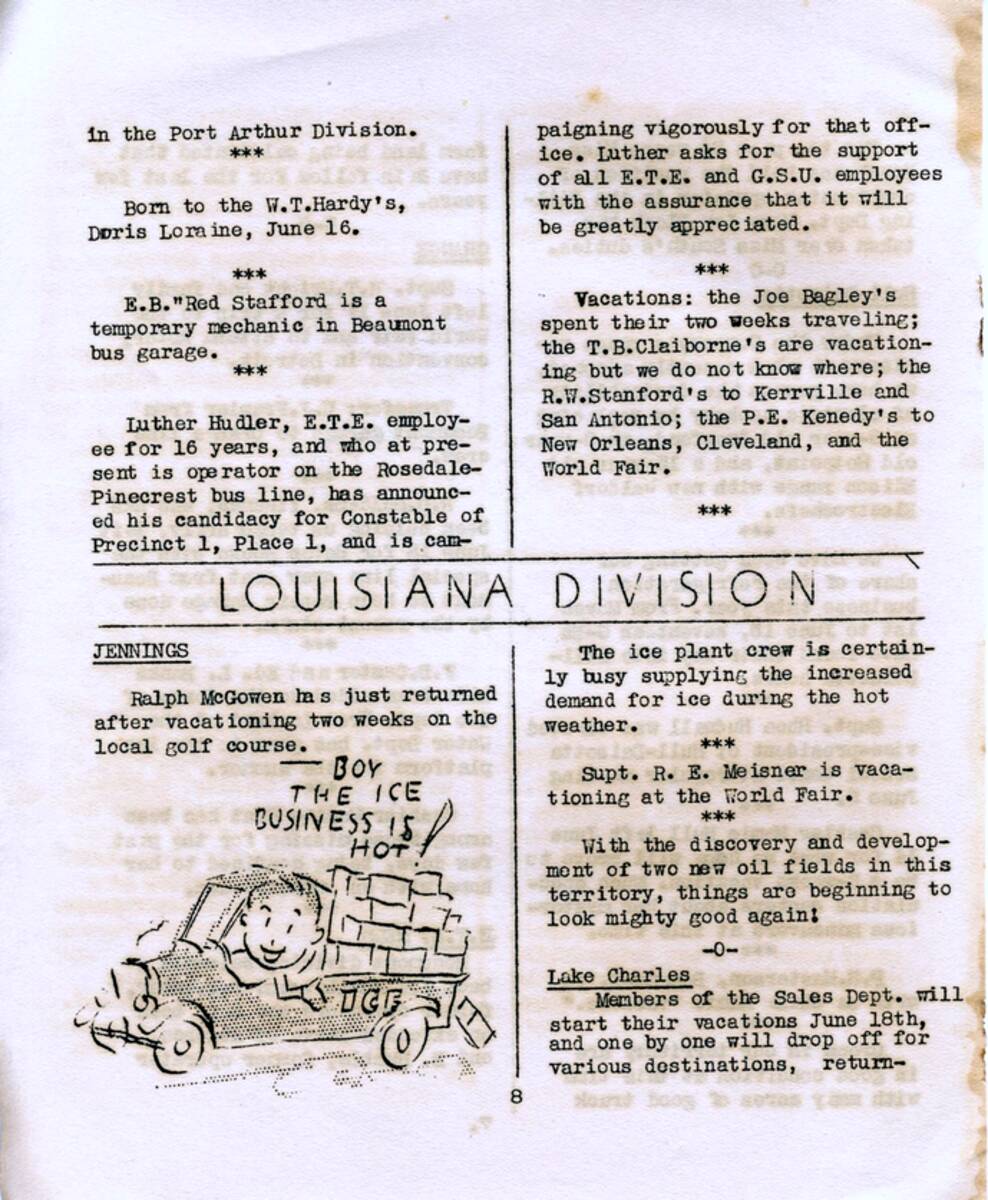 in the Port Arthur Division.
***
Born to the W.T.Hardy's,
Doris Loraine, June 16.
***
E.B."Red Stafford is a
temporary mechanic in Beaumont
bus garage.
***
Luther Hudler, E.T.E. employ-
ee for 16 years, and who at pre-
sent is operator on the Rosedale-
Pinecrest bus line, has announc-
ed his candidacy for Constable of
Precinct 1, Place 1, and is cam-
paigning vigorously for that off-
ice. Luther asks for the support
of all E.T.E. and G.S.U. employees
with the assurance that it will
be greatly appreciated.
***
Vacations: the Joe Bagley's
spent their two weeks traveling;
the T.B.Claiborne's are vacation-
ing but we do not know where; the
R.W.Stanford's to Kerrville and
San Antonio; the P.E. Kenedy's to
New Orleans, Cleveland, and the
World Fair.
***
LOUISIANA DIVISION
JENNINGS
Ralph McGowen has just returned
after vacationing two weeks on the
local golf course.
— BOY
THE ICE
BUSINESS IS
HOT!
ICE
The ice plant crew is certain-
ly busy supplying the increased
demand for ice during the hot
weather.
***
Supt. R. E. Meisner is vaca-
tioning at the World Fair.
***
With the discovery and develop-
ment of two new oil fields in this
territory, things are beginning to
look mighty good again!
-0-
Lake Charles
Members of the Sales Dept. will
start their vacations June 18th,
and one by one will drop off for
various destinations, return-
8